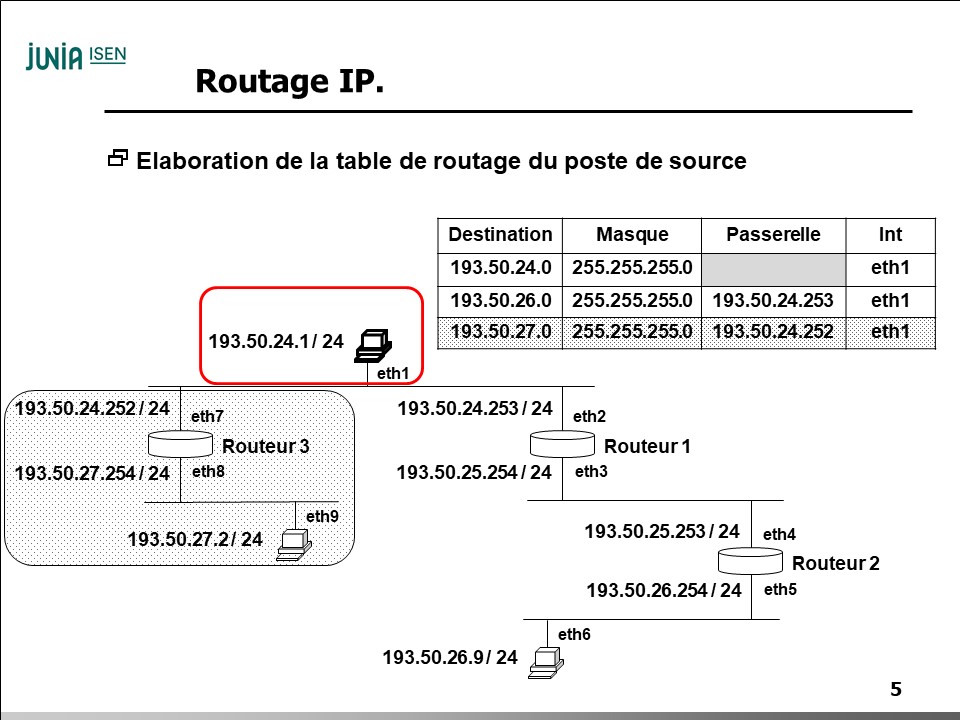 JUNIA ISEN
Routage IP.
Elaboration de la table de routage du poste de source
Destination Masque Passerelle Int
193.50.24.0 255.255.255.0 eth1
193.50.26.0 255.255.255.0 193.50.24.253 eth1
193.50.27.0 255.255.255.0 193.50.24.252 eth1
193.50.24.1 / 24
eth1
193.50.24.252 / 24
eth7
Routeur 3
193.50.27.254 / 24
eth8
eth9
193.50.27.2 / 24
193.50.24.253 / 24
eth2
Routeur 1
193.50.25.254 / 24
eth3
193.50.25.253 / 24
eth4
Routeur 2
193.50.26.254 / 24
eth5
eth6
193.50.26.9 / 24
5